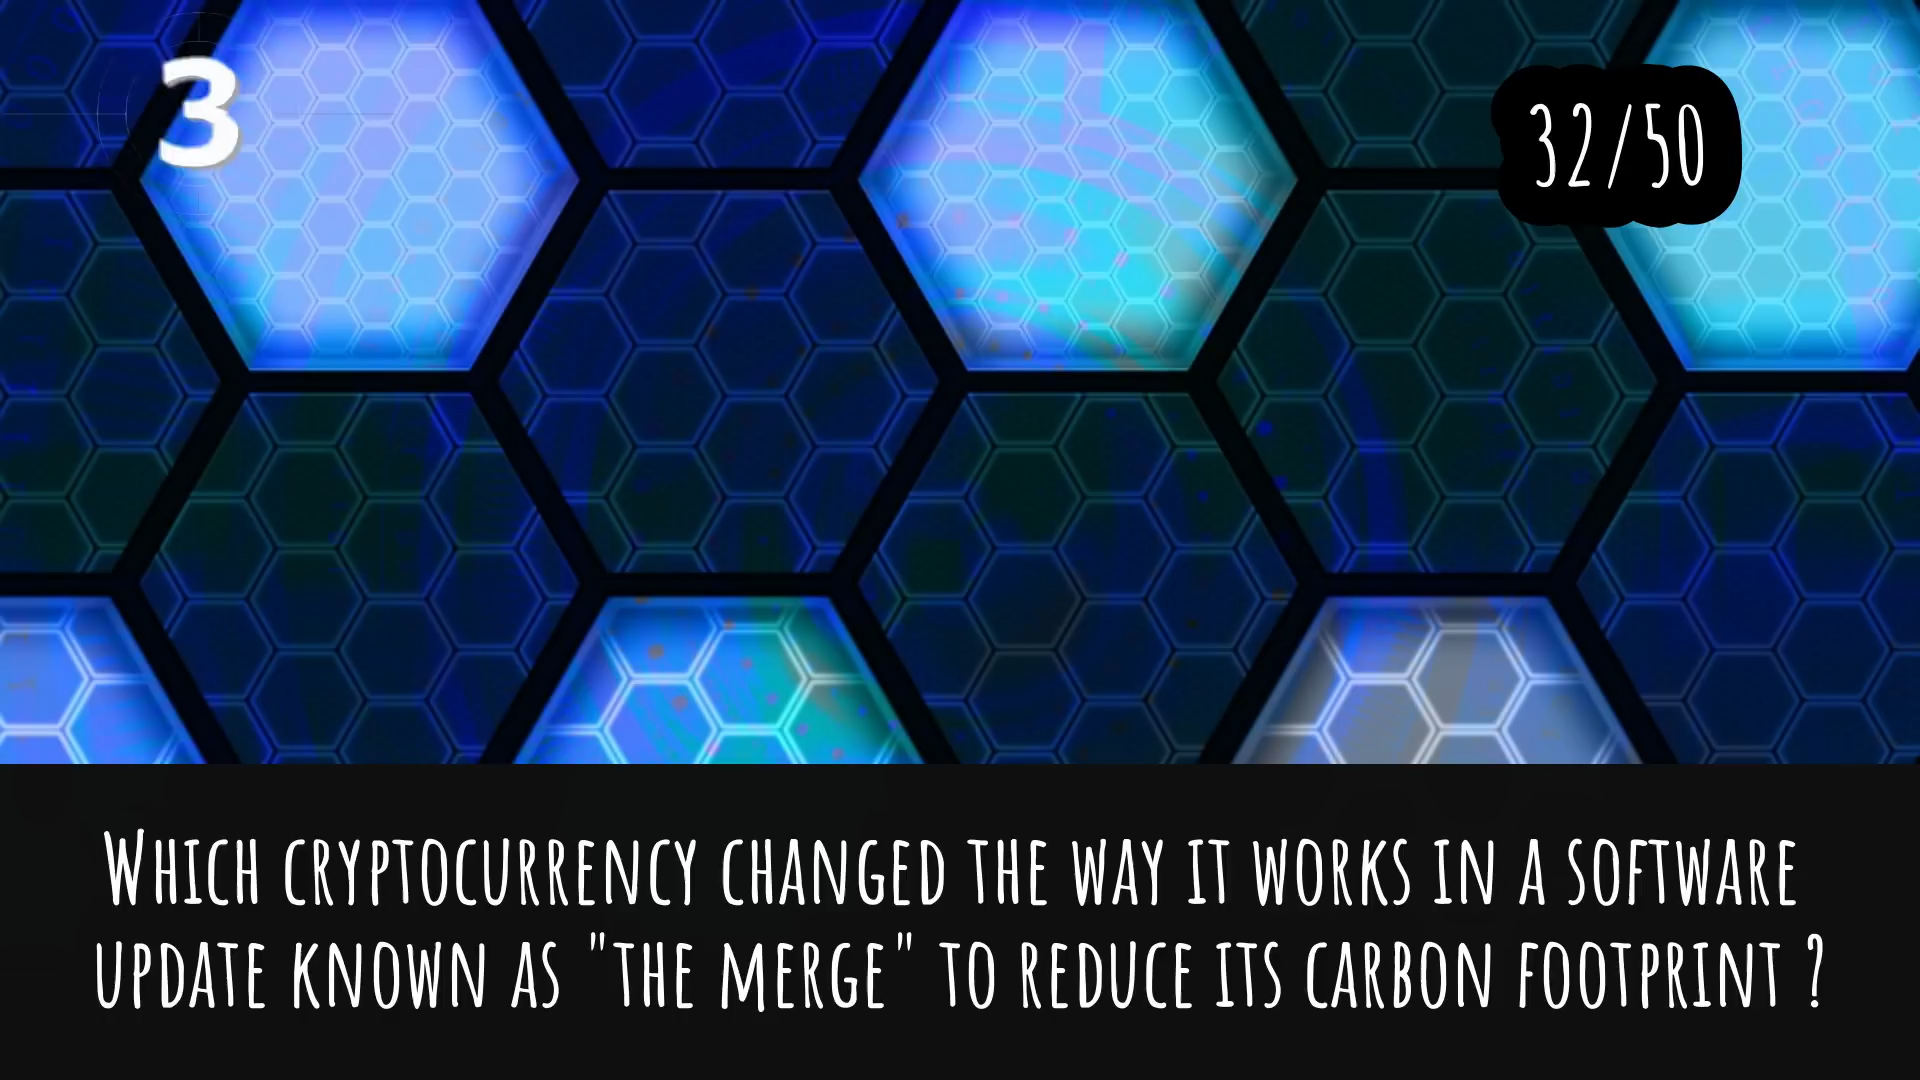 3
32/50
Which cryptocurrency changed the way it works in a software
update known as "the merge" to reduce its carbon footprint ?